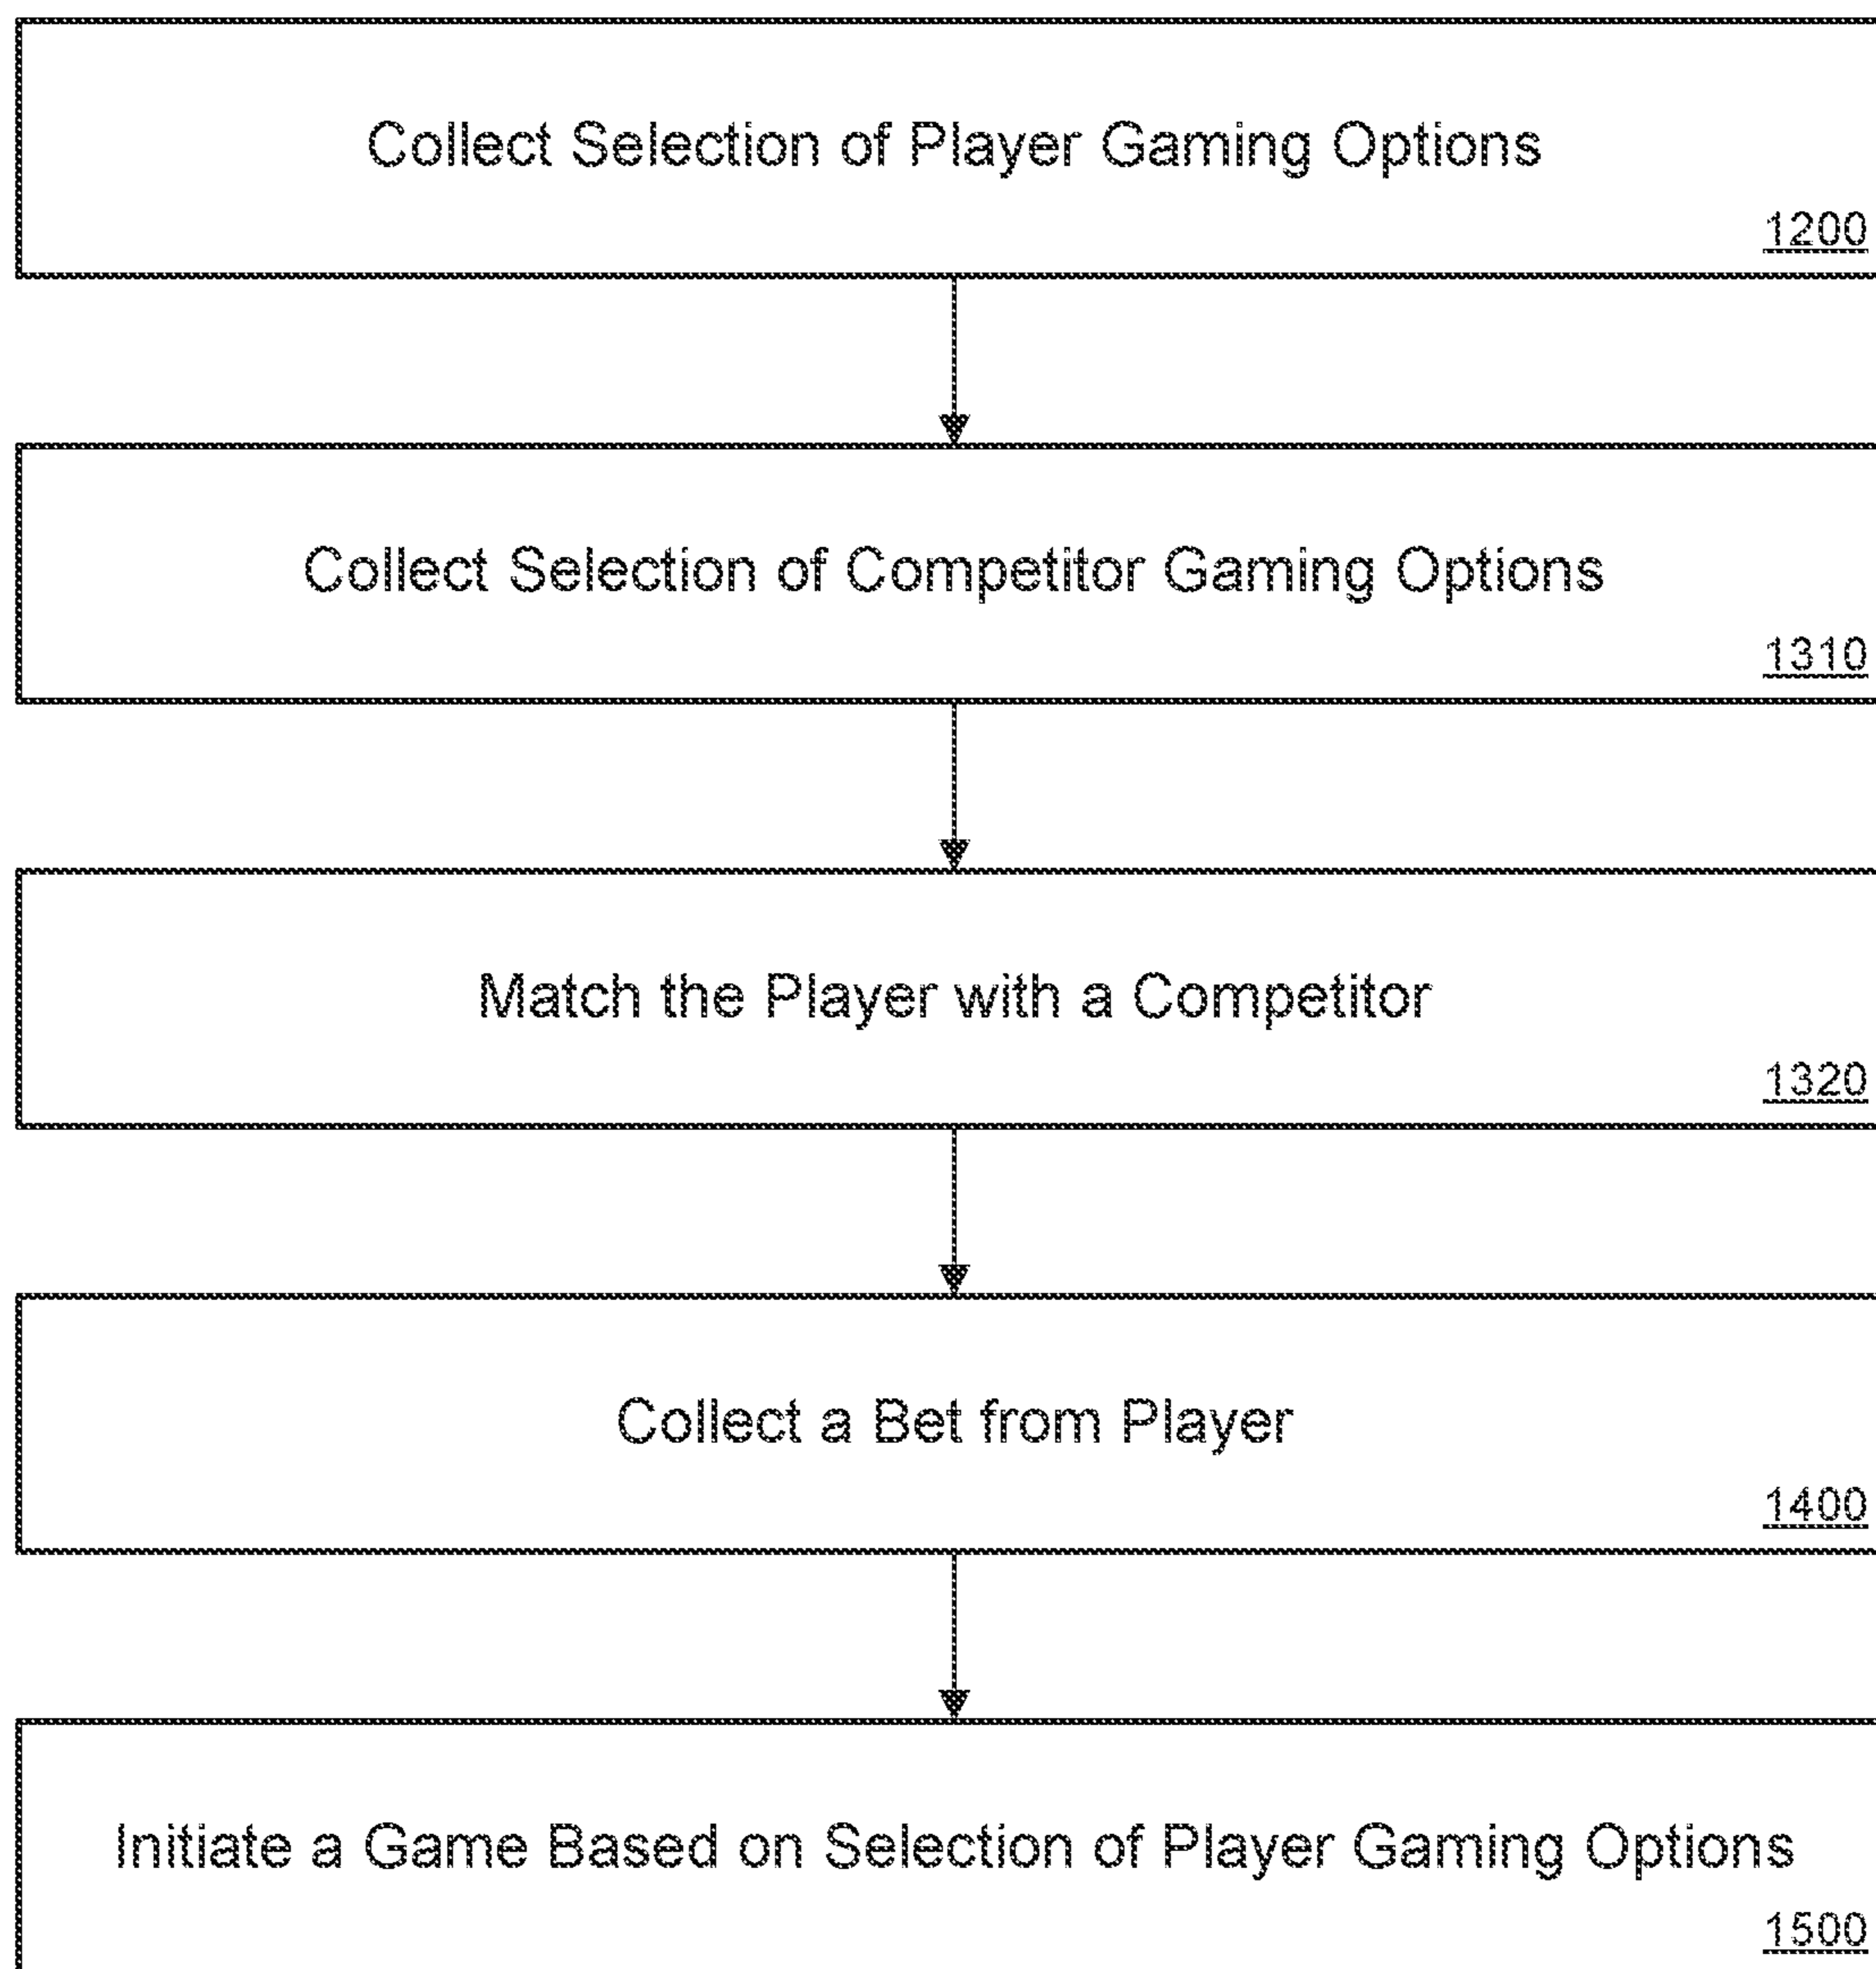 Collect Selection of Player Gaming Options
1200
Collect Selection of Competitor Gaming Options
1310
Match the Player with a Competitor
1320
Collect a Bet from Player
1400
Initiate a Game Based on Selection of Player Gaming Options
1500